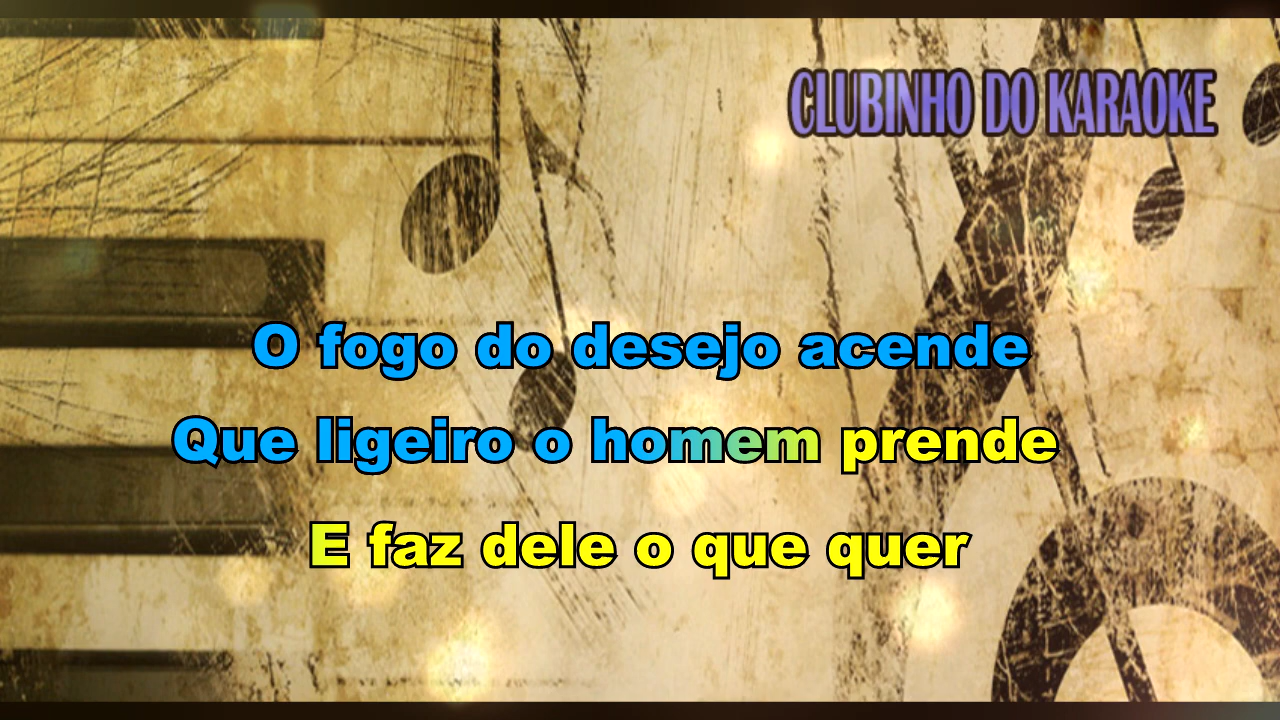 CLUBINHO DO KARAOKE
O fogo do desejo acende
Que ligeiro o homem prende
E faz dele o que quer